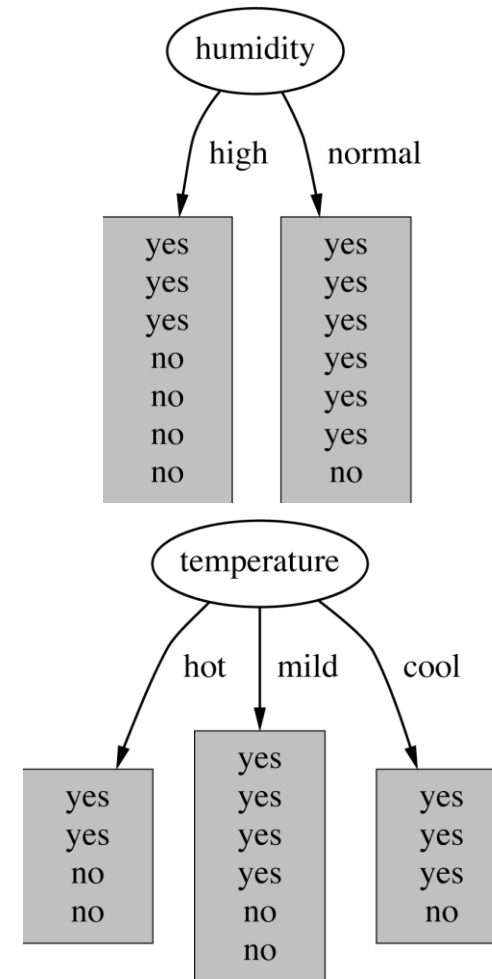 humidity
high normal
yes yes
yes yes
yes yes
no yes
no yes
no yes
no no
temperature
hot mild cool
yes
yes yes yes
yes yes yes
no yes yes
no no no
no